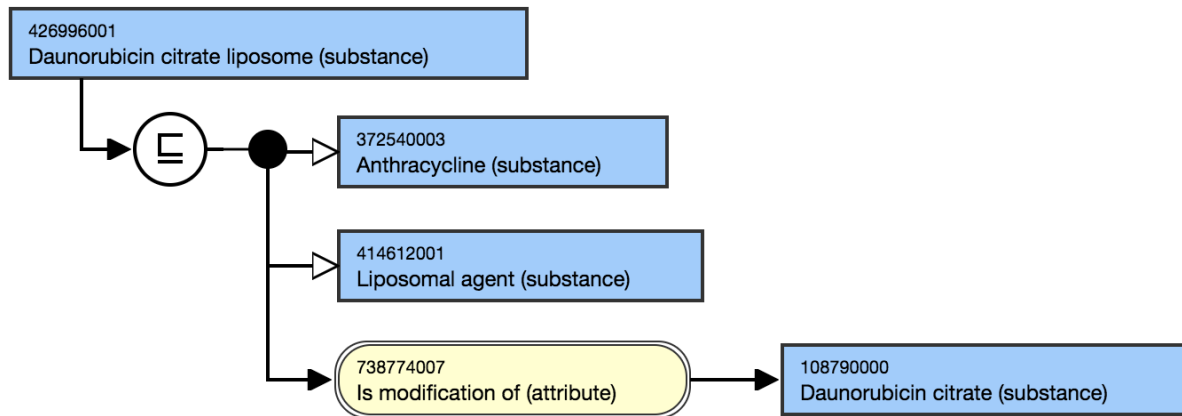 426996001
Daunorubicin citrate liposome (substance)
⊑
372540003
Anthracycline (substance)
414612001
Liposomal agent (substance)
738774007
Is modification of (attribute)
108790000
Daunorubicin citrate (substance)